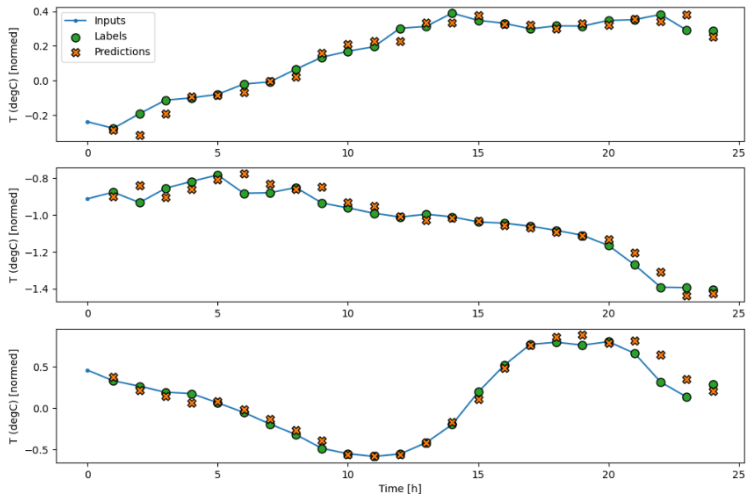 0.4
0.2
0.0
−0.2
T (degC) [normed]
Inputs
Labels
Predictions
0 5 10 15 20 25
−0.8
−1.0
−1.2
−1.4
T (degC) [normed]
0 5 10 15 20 25
0.5
0.0
−0.5
T (degC) [normed]
0 5 10 15 20 25
Time [h]